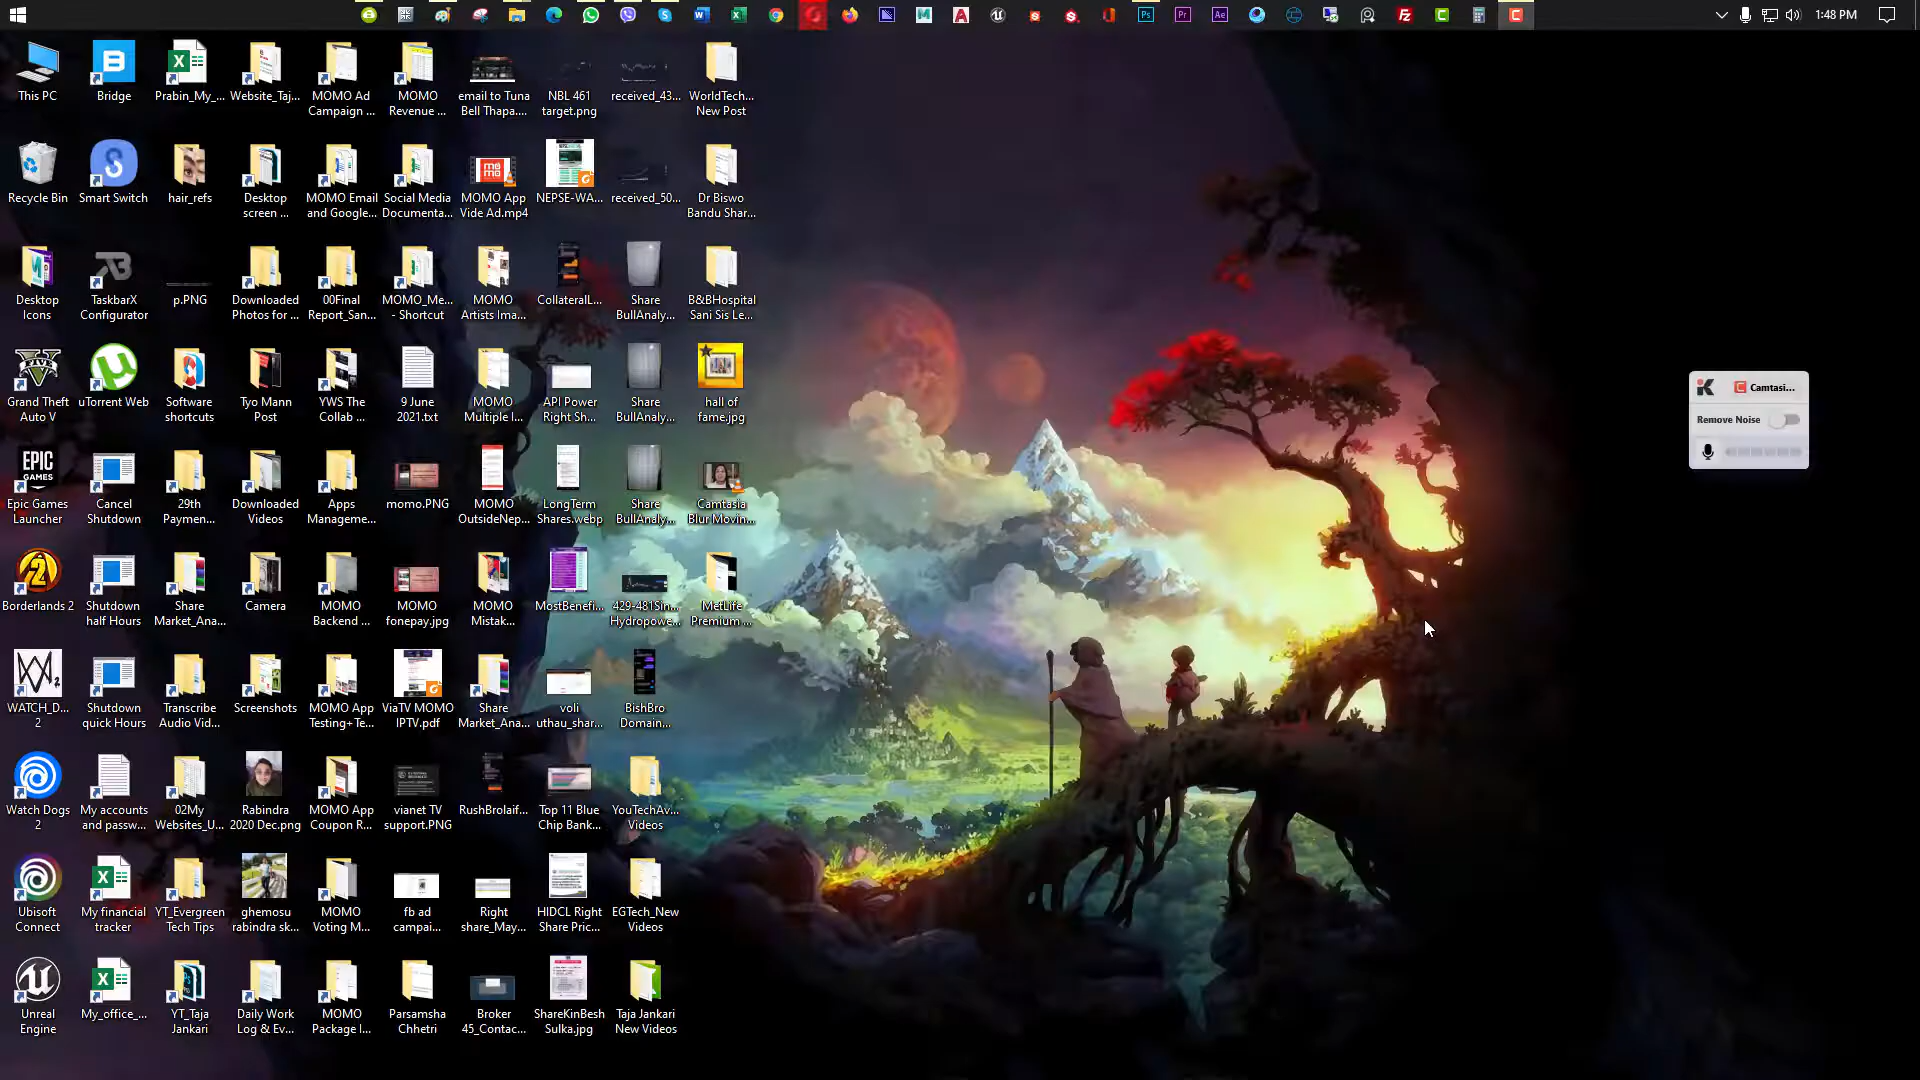 1:48 PM
This PC
Bridge
Prabin_My_...
Website_Taj...
MOMO Ad
Campaign ...
MOMO
Revenue ...
email to Tuna
Bell Thapa....
NBL 461
target.png
received_43...
WorldTech...
New Post
Recycle Bin
Smart Switch
hair_refs
Desktop
screen ...
MOMO Email
and Google...
Social Media
Documenta...
MOMO App
Vide Ad.mp4
NEPSE-WA...
received_50...
Dr Biswo
Bandu Shar...
Desktop
Icons
TaskbarX
Configurator
p.PNG
Downloaded
Photos for ...
00Final
Report_San...
MOMO_Me...
- Shortcut
MOMO
Artists Ima...
CollateralL...
Share
BullAnaly...
B&BHospital
Sani Sis Le...
Grand Theft
Auto V
uTorrent Web
Software
shortcuts
Tyo Mann
Post
YWS The
Collab ...
9 June
2021.txt
MOMO
Multiple I...
API Power
Right Sh...
Share
BullAnaly...
hall of
fame.jpg
Camtasi...
Remove Noise
EPIC
GAMES
Epic Games
Launcher
Cancel
Shutdown
29th
Paymen...
Downloaded
Videos
Apps
Manageme...
momo.PNG
MOMO
OutsideNep...
LongTerm
Shares.webp
Share
BullAnaly...
Camtasia
Blur Movin...
Borderlands 2
Shutdown
half Hours
Share
Market_Ana...
Camera
MOMO
Backend ...
MOMO
fonepay.jpg
MOMO
Mistak...
MostBenefi...
429-481Sin...
Hydropowe...
MetLife
Premium ...
WATCH_D...
2
Shutdown
quick Hours
Transcribe
Audio Vid...
Screenshots
MOMO App
Testing+Te...
ViaTV MOMO
IPTV.pdf
Share
Market_Ana...
voli
uthau_shar...
BishBro
Domain...
Watch Dogs
2
My accounts
and passw...
02My
Websites_U...
Rabindra
2020 Dec.png
MOMO App
Coupon R...
vianet TV
support.PNG
RushBrolaif...
Top 11 Blue
Chip Bank...
YouTechAv...
Videos
Ubisoft
Connect
My financial
tracker
YT_Evergreen
Tech Tips
ghemosu
rabindra sk...
MOMO
Voting M...
fb ad
campai...
Right
share_May...
HIDCL Right
Share Pric...
EGTech_New
Videos
Unreal
Engine
My_office_...
YT_Taja
Jankari
Daily Work
Log & Ev...
MOMO
Package I...
Parsamsha
Chhetri
Broker
45_Contac...
ShareKinBesh
Sulka.jpg
Taja Jankari
New Videos